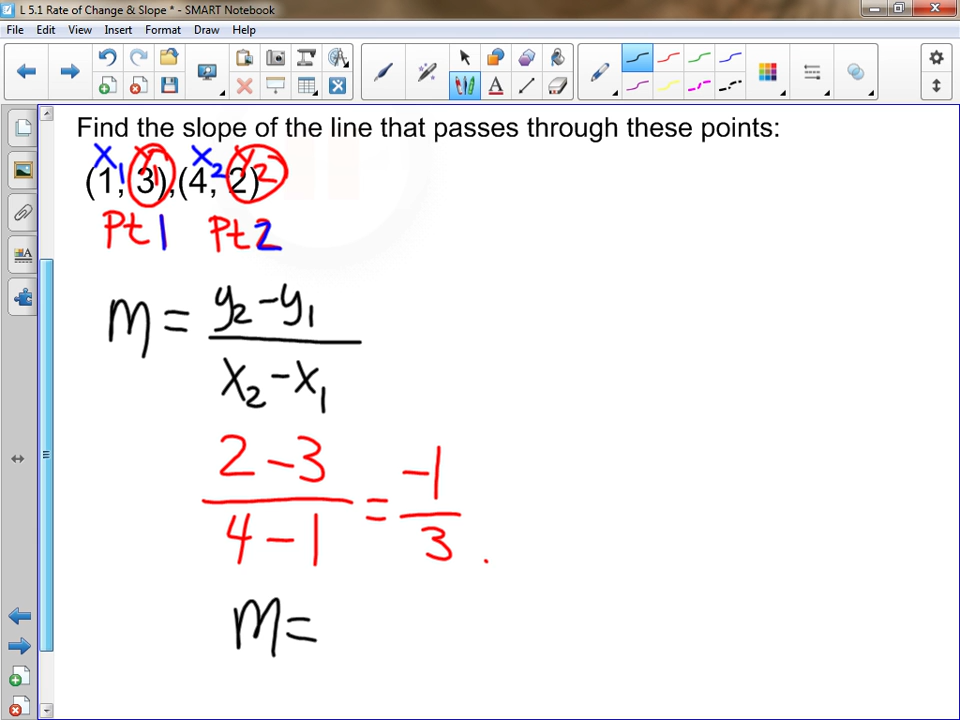 L 5.1 Rate of Change & Slope * - SMART Notebook
File Edit View Insert Format Draw Help
Find the slope of the line that passes through these points:
x1 y1 x2 y2
(1, 3),(4, 2)
Pt 1 Pt 2
m = y2 - y1
x2 - x1
2 - 3 = -1
4 - 1 3 .
m =